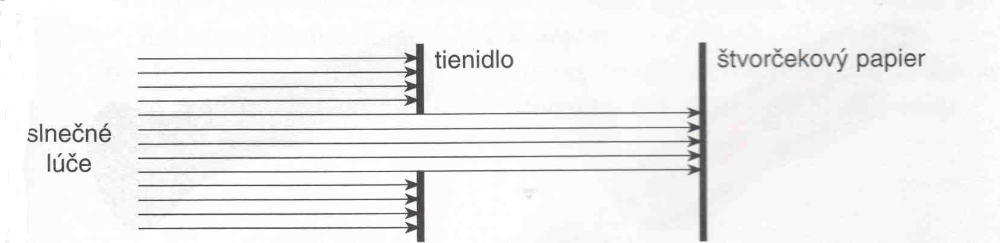 tienidlo
štvorčekový papier
slnečné
lúče